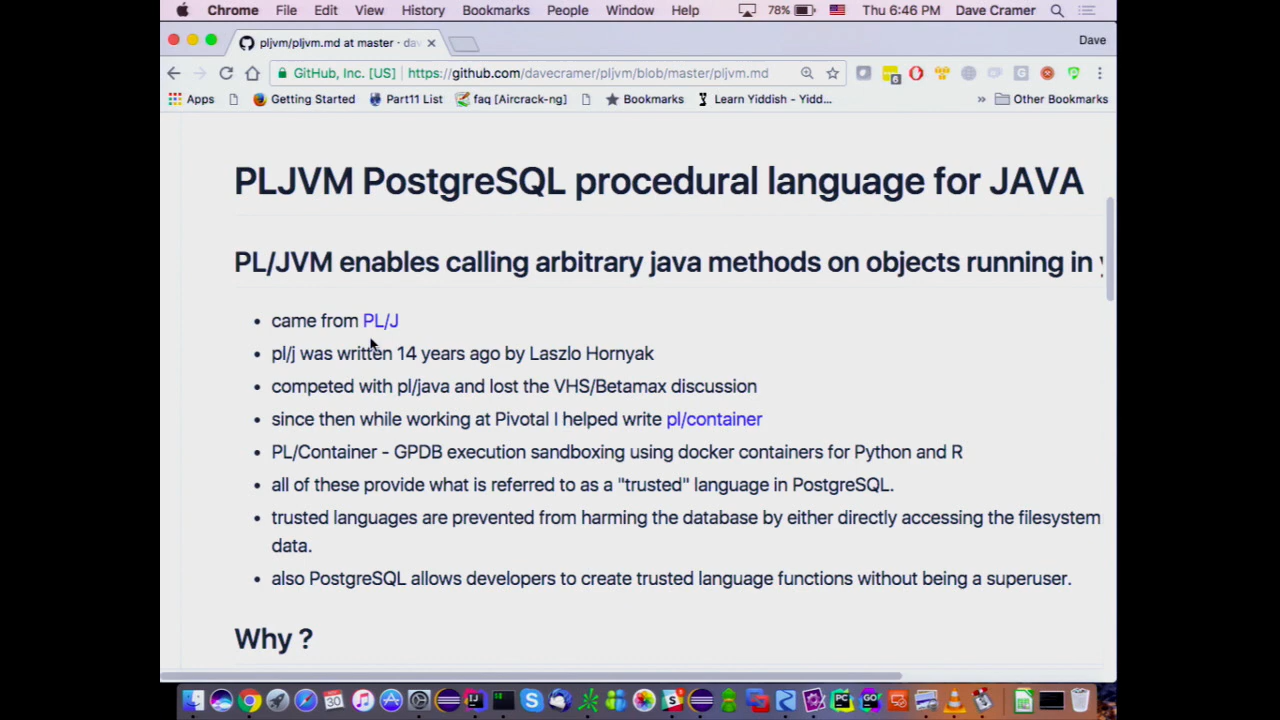 Chrome File Edit View History Bookmarks People Window Help 78% Thu 6:46 PM Dave Cramer
pljvm/pljvm.md at master · dav Dave
GitHub, Inc. [US] https://github.com/davecramer/pljvm/blob/master/pljvm.md
Apps Getting Started Part11 List faq [Aircrack-ng] Bookmarks Learn Yiddish - Yidd... » Other Bookmarks
PLJVM PostgreSQL procedural language for JAVA
PL/JVM enables calling arbitrary java methods on objects running in
• came from PL/J
• pl/j was written 14 years ago by Laszlo Hornyak
• competed with pl/java and lost the VHS/Betamax discussion
• since then while working at Pivotal I helped write pl/container
• PL/Container - GPDB execution sandboxing using docker containers for Python and R
• all of these provide what is referred to as a "trusted" language in PostgreSQL.
• trusted languages are prevented from harming the database by either directly accessing the filesystem
data.
• also PostgreSQL allows developers to create trusted language functions without being a superuser.
Why ?